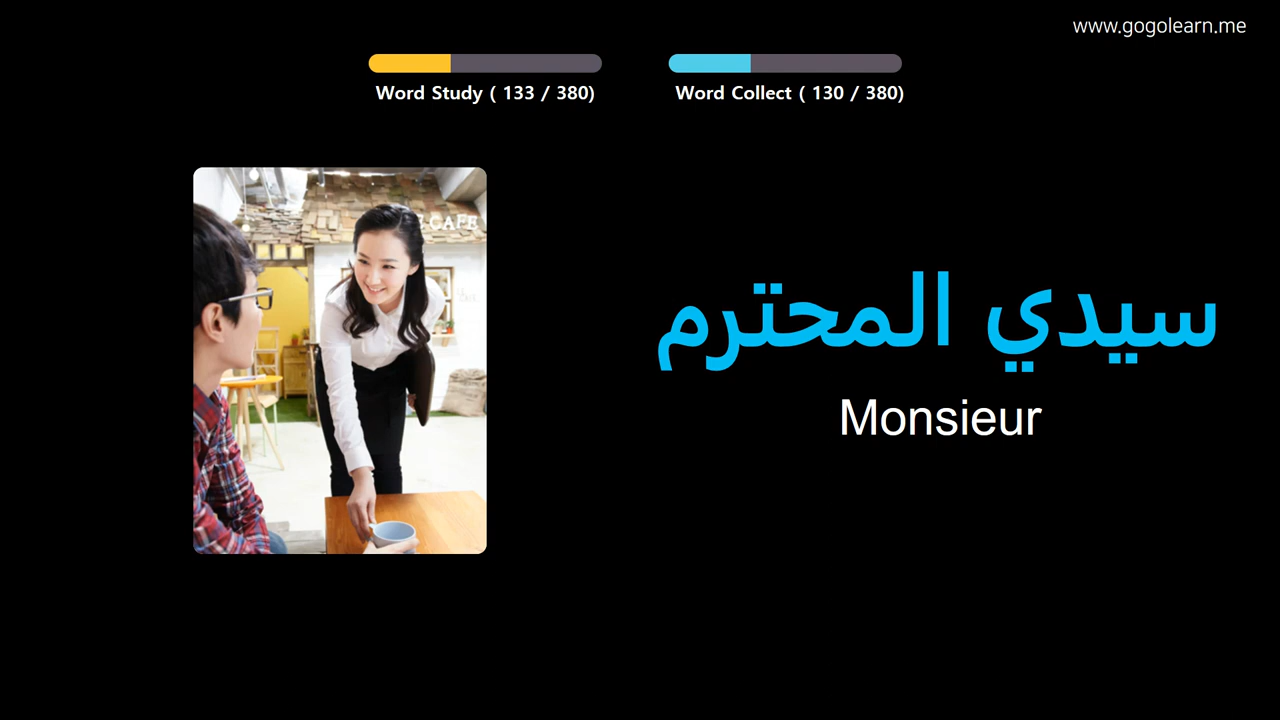 www.gogolearn.me
Word Study ( 133 / 380)
Word Collect ( 130 / 380)
CAFE
سيدي المحترم
Monsieur